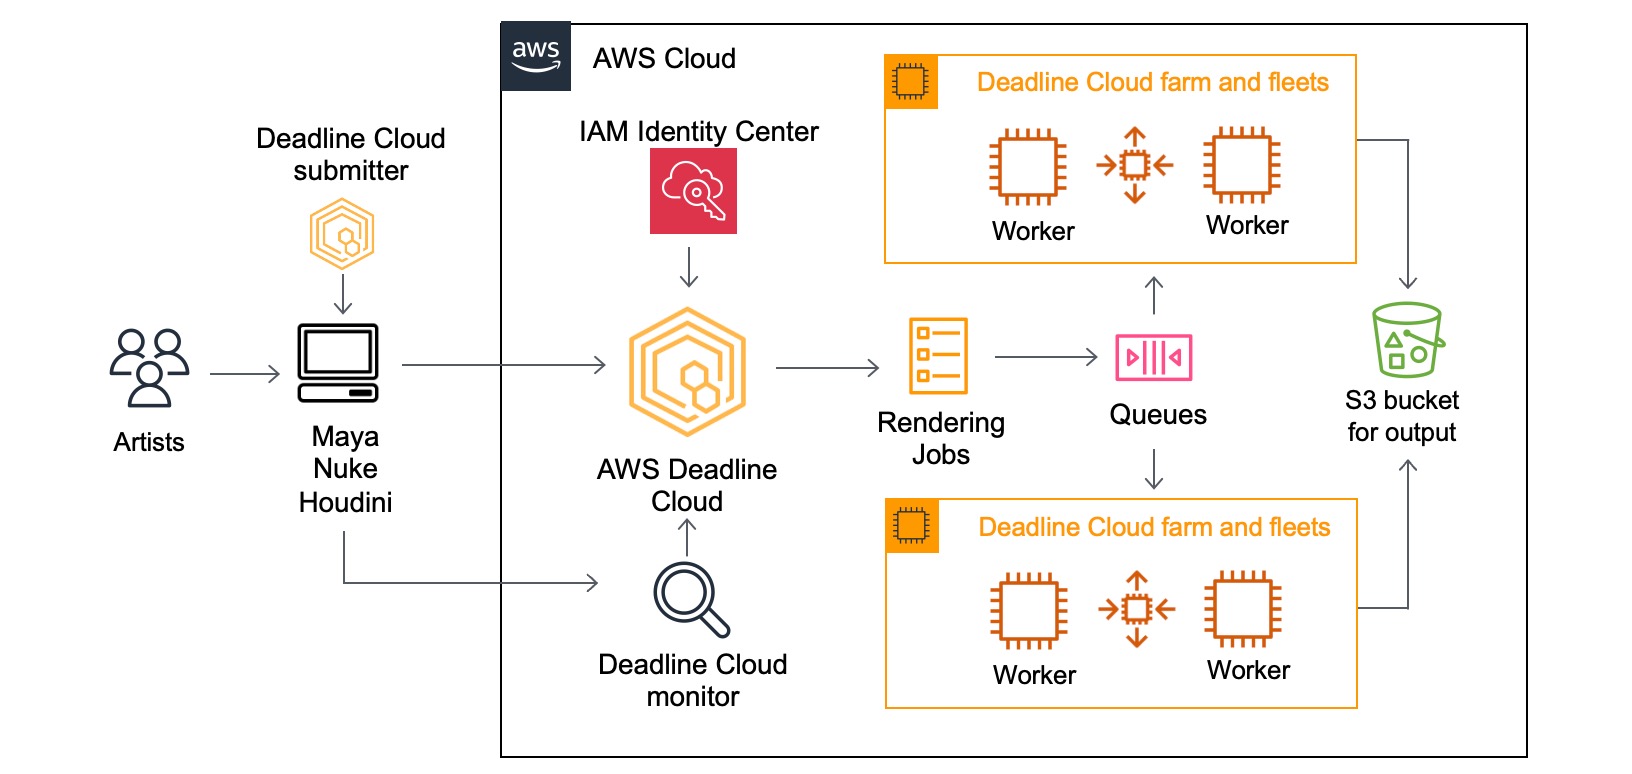 aws
AWS Cloud
Deadline Cloud farm and fleets
Worker
Worker
IAM Identity Center
Deadline Cloud
submitter
Artists
Maya
Nuke
Houdini
AWS Deadline
Cloud
Rendering
Jobs
Queues
S3 bucket
for output
Deadline Cloud farm and fleets
Worker
Worker
Deadline Cloud
monitor